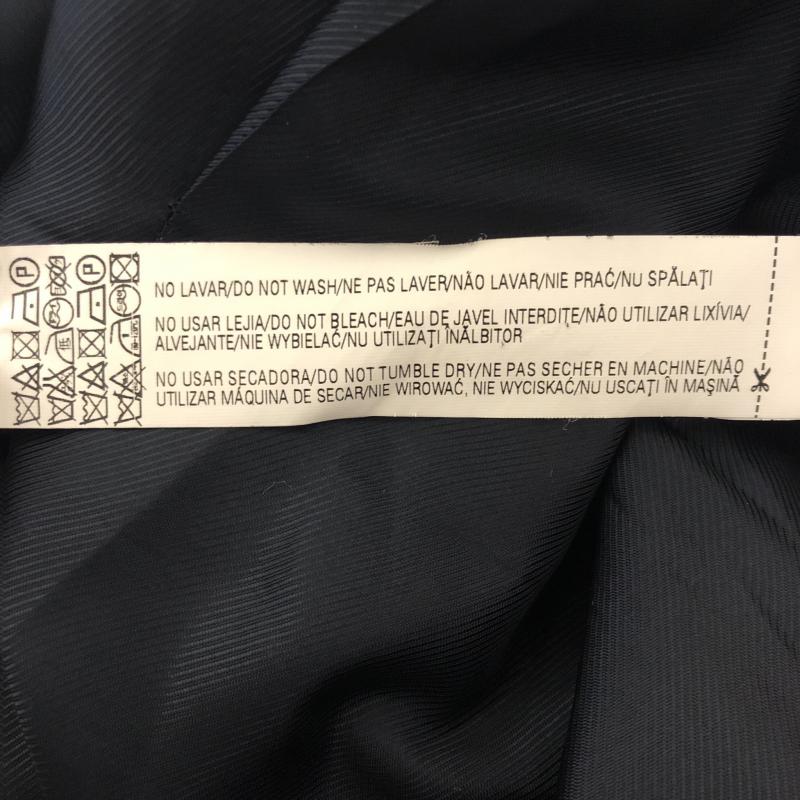 NO LAVAR/DO NOT WASH/NE PAS LAVER/NÃO LAVAR/NIE PRAĆ/NU SPĂLAŢI
NO USAR LEJIA/DO NOT BLEACH/EAU DE JAVEL INTERDITE/NÃO UTILIZAR LIXÍVIA/
ALVEJANTE/NIE WYBIELAĆ/NU UTILIZAŢI ÎNĂLBITOR
NO USAR SECADORA/DO NOT TUMBLE DRY/NE PAS SECHER EN MACHINE/NÃO
UTILIZAR MÁQUINA DE SECAR/NIE WIROWAĆ, NIE WYCISKAĆ/NU USCAŢI ÎN MAŞINĂ